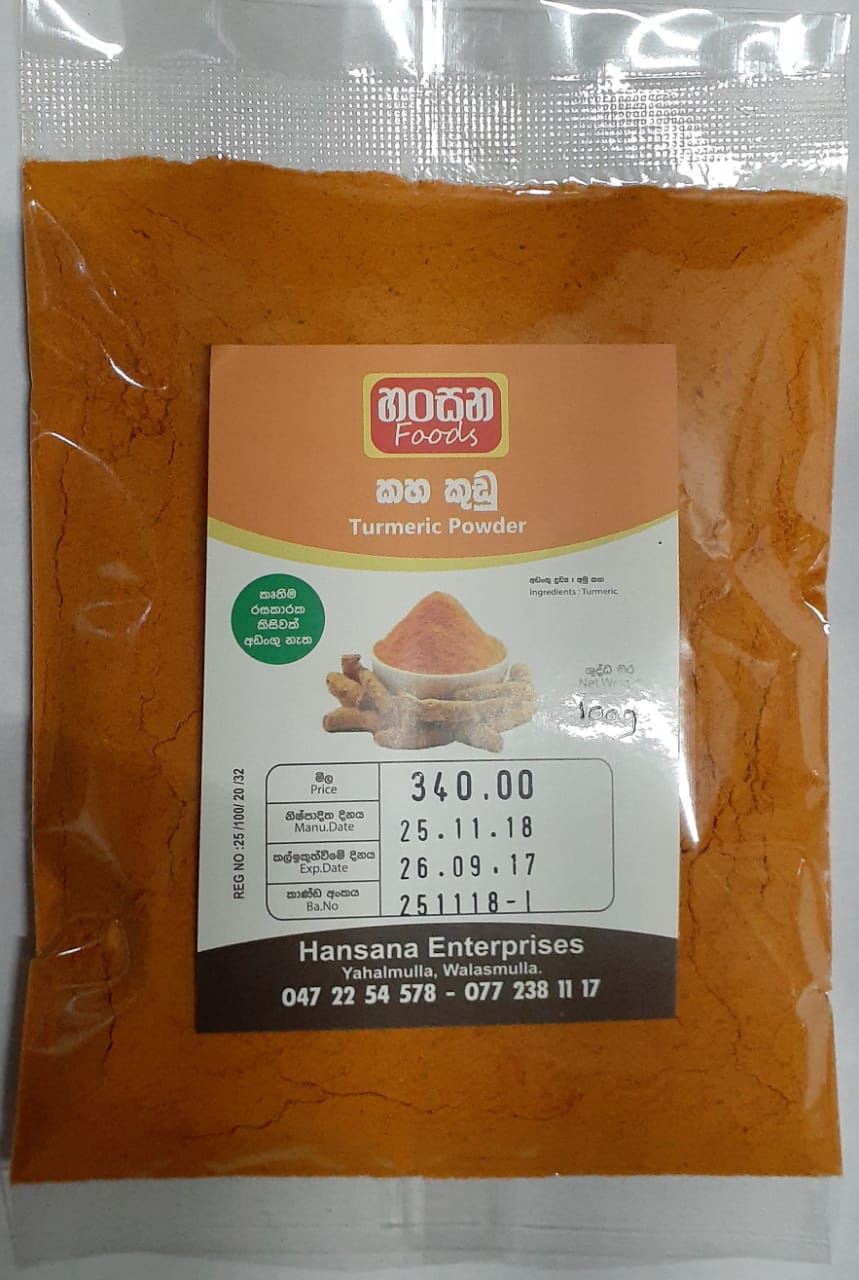 හංසන
Foods
කහ කුඩු
Turmeric Powder
කෘතිම
රසකාරක
කිසිවක්
අඩංගු නැත
අඩංගු ද්‍රව්‍ය : අමු කහ
Ingredients : Turmeric
ශුද්ධ බර
Net Weight
100g
REG NO :25 /100/ 20 /32
මිල
Price
340.00
නිෂ්පාදිත දිනය
Manu.Date
25.11.18
කල්ඉකුත්වීමේ දිනය
Exp.Date
26.09.17
කාණ්ඩ අංකය
Ba.No
251118-1
Hansana Enterprises
Yahalmulla, Walasmulla.
047 22 54 578 - 077 238 11 17